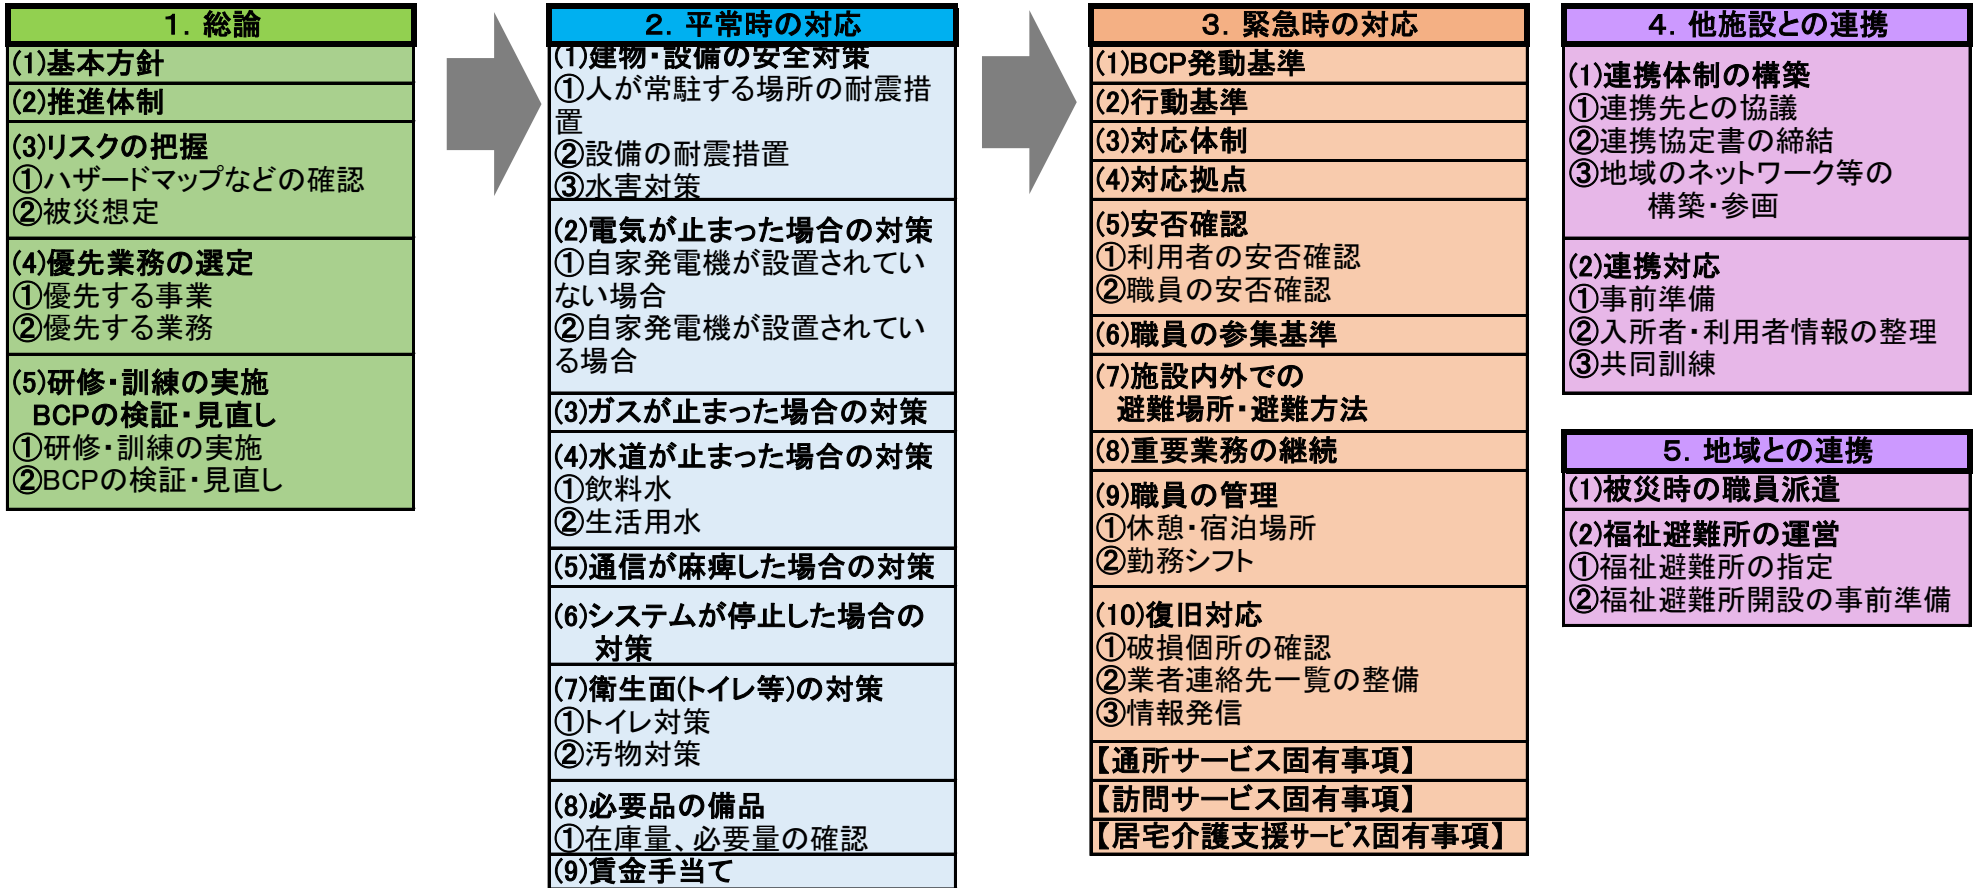 1．総論
(1)基本方針
(2)推進体制
(3)リスクの把握
①ハザードマップなどの確認
②被災想定
(4)優先業務の選定
①優先する事業
②優先する業務
(5)研修・訓練の実施
BCPの検証・見直し
①研修・訓練の実施
②BCPの検証・見直し
2．平常時の対応
(1)建物・設備の安全対策
①人が常駐する場所の耐震措
置
②設備の耐震措置
③水害対策
(2)電気が止まった場合の対策
①自家発電機が設置されてい
ない場合
②自家発電機が設置されてい
る場合
(3)ガスが止まった場合の対策
(4)水道が止まった場合の対策
①飲料水
②生活用水
(5)通信が麻痺した場合の対策
(6)システムが停止した場合の
対策
(7)衛生面(トイレ等)の対策
①トイレ対策
②汚物対策
(8)必要品の備品
①在庫量、必要量の確認
(9)賃金手当て
3．緊急時の対応
(1)BCP発動基準
(2)行動基準
(3)対応体制
(4)対応拠点
(5)安否確認
①利用者の安否確認
②職員の安否確認
(6)職員の参集基準
(7)施設内外での
避難場所・避難方法
(8)重要業務の継続
(9)職員の管理
①休憩・宿泊場所
②勤務シフト
(10)復旧対応
①破損個所の確認
②業者連絡先一覧の整備
③情報発信
【通所サービス固有事項】
【訪問サービス固有事項】
【居宅介護支援サービス固有事項】
4．他施設との連携
(1)連携体制の構築
①連携先との協議
②連携協定書の締結
③地域のネットワーク等の
構築・参画
(2)連携対応
①事前準備
②入所者・利用者情報の整理
③共同訓練
5．地域との連携
(1)被災時の職員派遣
(2)福祉避難所の運営
①福祉避難所の指定
②福祉避難所開設の事前準備